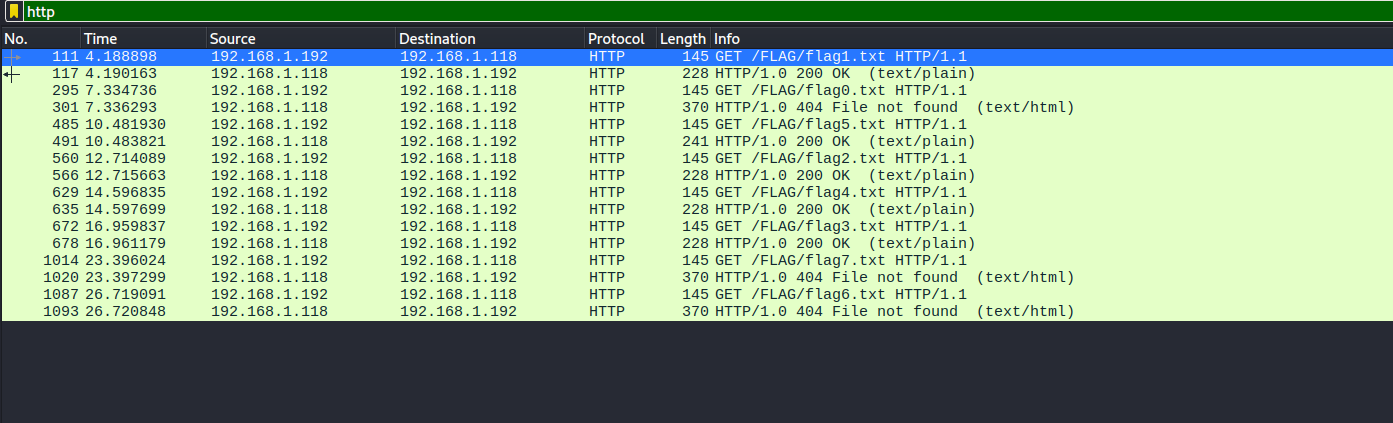 http
No. Time Source Destination Protocol Length Info
111 4.188898 192.168.1.192 192.168.1.118 HTTP 145 GET /FLAG/flag1.txt HTTP/1.1
117 4.190163 192.168.1.118 192.168.1.192 HTTP 228 HTTP/1.0 200 OK  (text/plain)
295 7.334736 192.168.1.192 192.168.1.118 HTTP 145 GET /FLAG/flag0.txt HTTP/1.1
301 7.336293 192.168.1.118 192.168.1.192 HTTP 370 HTTP/1.0 404 File not found  (text/html)
485 10.481930 192.168.1.192 192.168.1.118 HTTP 145 GET /FLAG/flag5.txt HTTP/1.1
491 10.483821 192.168.1.118 192.168.1.192 HTTP 241 HTTP/1.0 200 OK  (text/plain)
560 12.714089 192.168.1.192 192.168.1.118 HTTP 145 GET /FLAG/flag2.txt HTTP/1.1
566 12.715663 192.168.1.118 192.168.1.192 HTTP 228 HTTP/1.0 200 OK  (text/plain)
629 14.596835 192.168.1.192 192.168.1.118 HTTP 145 GET /FLAG/flag4.txt HTTP/1.1
635 14.597699 192.168.1.118 192.168.1.192 HTTP 228 HTTP/1.0 200 OK  (text/plain)
672 16.959837 192.168.1.192 192.168.1.118 HTTP 145 GET /FLAG/flag3.txt HTTP/1.1
678 16.961179 192.168.1.118 192.168.1.192 HTTP 228 HTTP/1.0 200 OK  (text/plain)
1014 23.396024 192.168.1.192 192.168.1.118 HTTP 145 GET /FLAG/flag7.txt HTTP/1.1
1020 23.397299 192.168.1.118 192.168.1.192 HTTP 370 HTTP/1.0 404 File not found  (text/html)
1087 26.719091 192.168.1.192 192.168.1.118 HTTP 145 GET /FLAG/flag6.txt HTTP/1.1
1093 26.720848 192.168.1.118 192.168.1.192 HTTP 370 HTTP/1.0 404 File not found  (text/html)